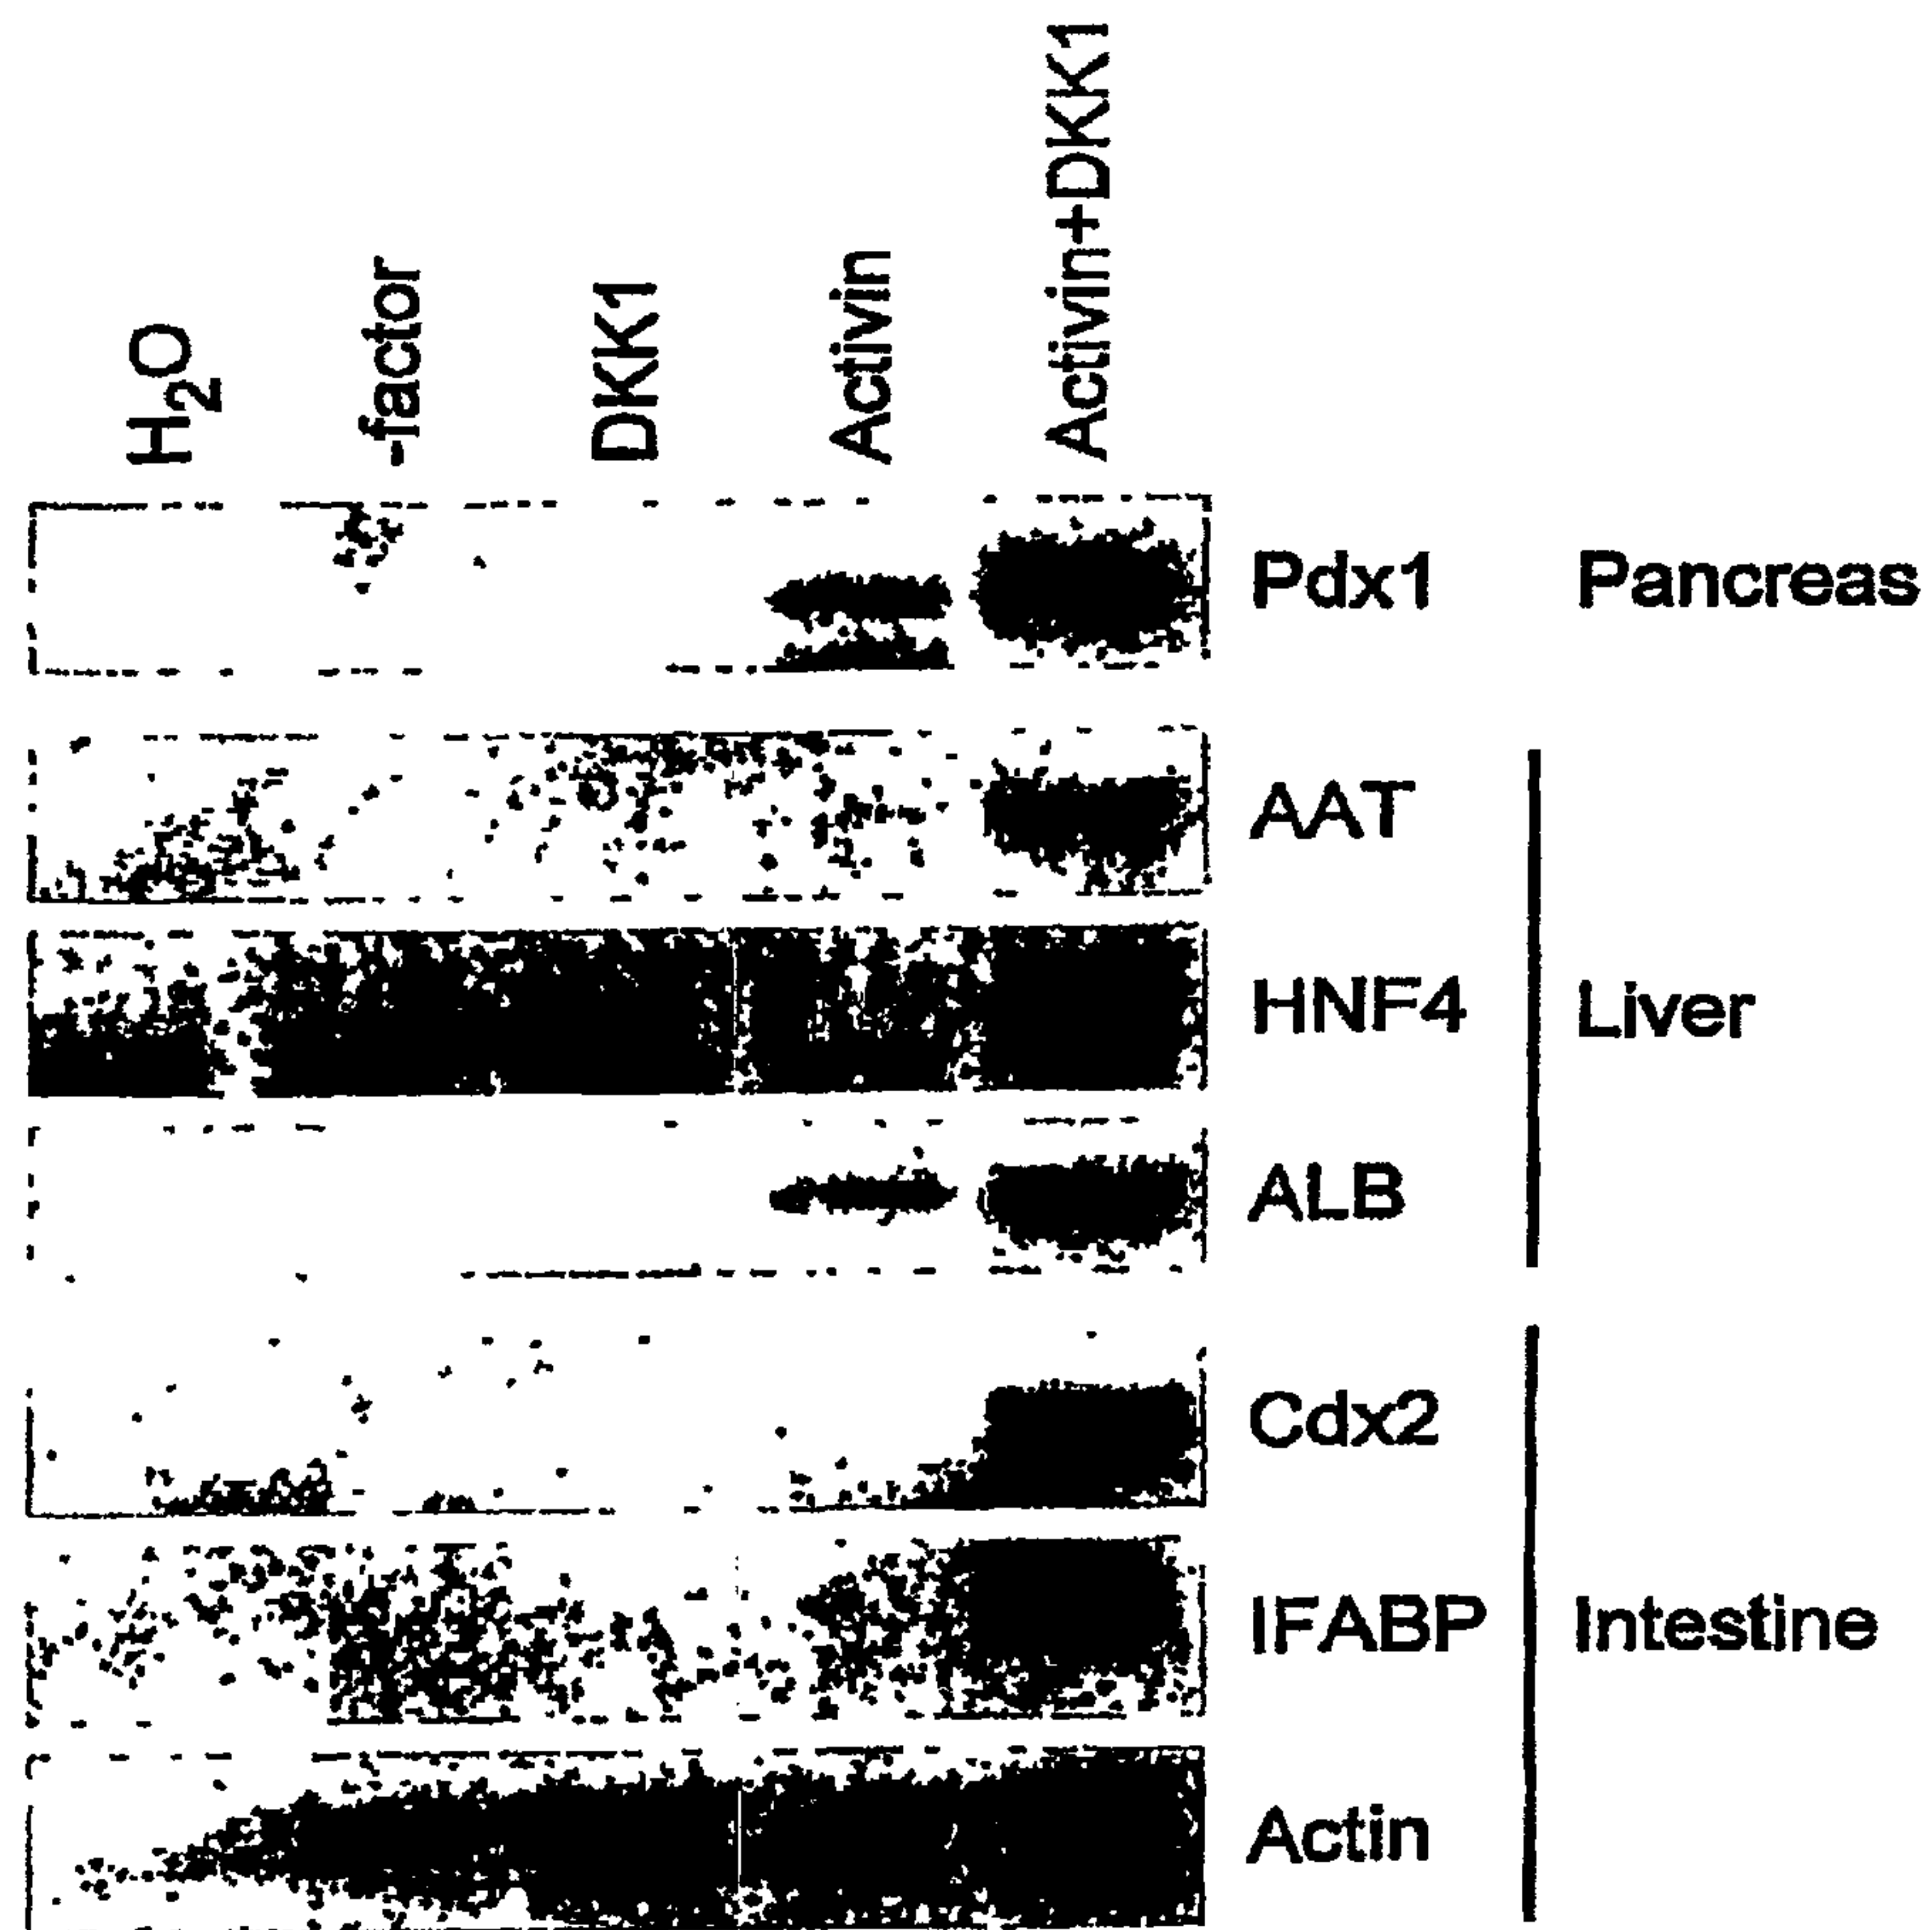 H₂O
-factor
DKK1
Activin
Activin+DKK1
Pdx1
Pancreas
AAT
HNF4
Liver
ALB
Cdx2
IFABP
Intestine
Actin